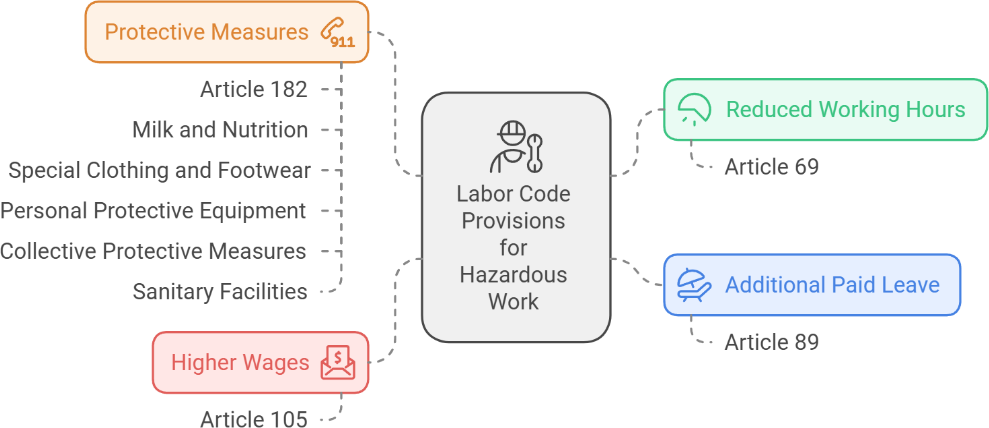 Protective Measures
911
Article 182
Milk and Nutrition
Special Clothing and Footwear
Personal Protective Equipment
Collective Protective Measures
Sanitary Facilities
Higher Wages
$
Article 105
Labor Code
Provisions
for
Hazardous
Work
Reduced Working Hours
Article 69
Additional Paid Leave
Article 89